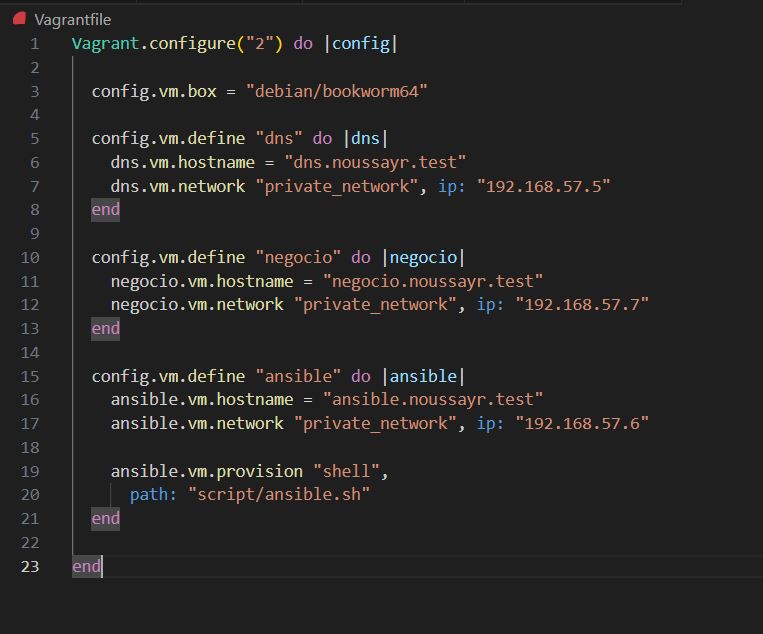 Vagrantfile
1 Vagrant.configure("2") do |config|
2
3 config.vm.box = "debian/bookworm64"
4
5 config.vm.define "dns" do |dns|
6 dns.vm.hostname = "dns.noussayr.test"
7 dns.vm.network "private_network", ip: "192.168.57.5"
8 end
9
10 config.vm.define "negocio" do |negocio|
11 negocio.vm.hostname = "negocio.noussayr.test"
12 negocio.vm.network "private_network", ip: "192.168.57.7"
13 end
14
15 config.vm.define "ansible" do |ansible|
16 ansible.vm.hostname = "ansible.noussayr.test"
17 ansible.vm.network "private_network", ip: "192.168.57.6"
18
19 ansible.vm.provision "shell",
20 path: "script/ansible.sh"
21 end
22
23 end